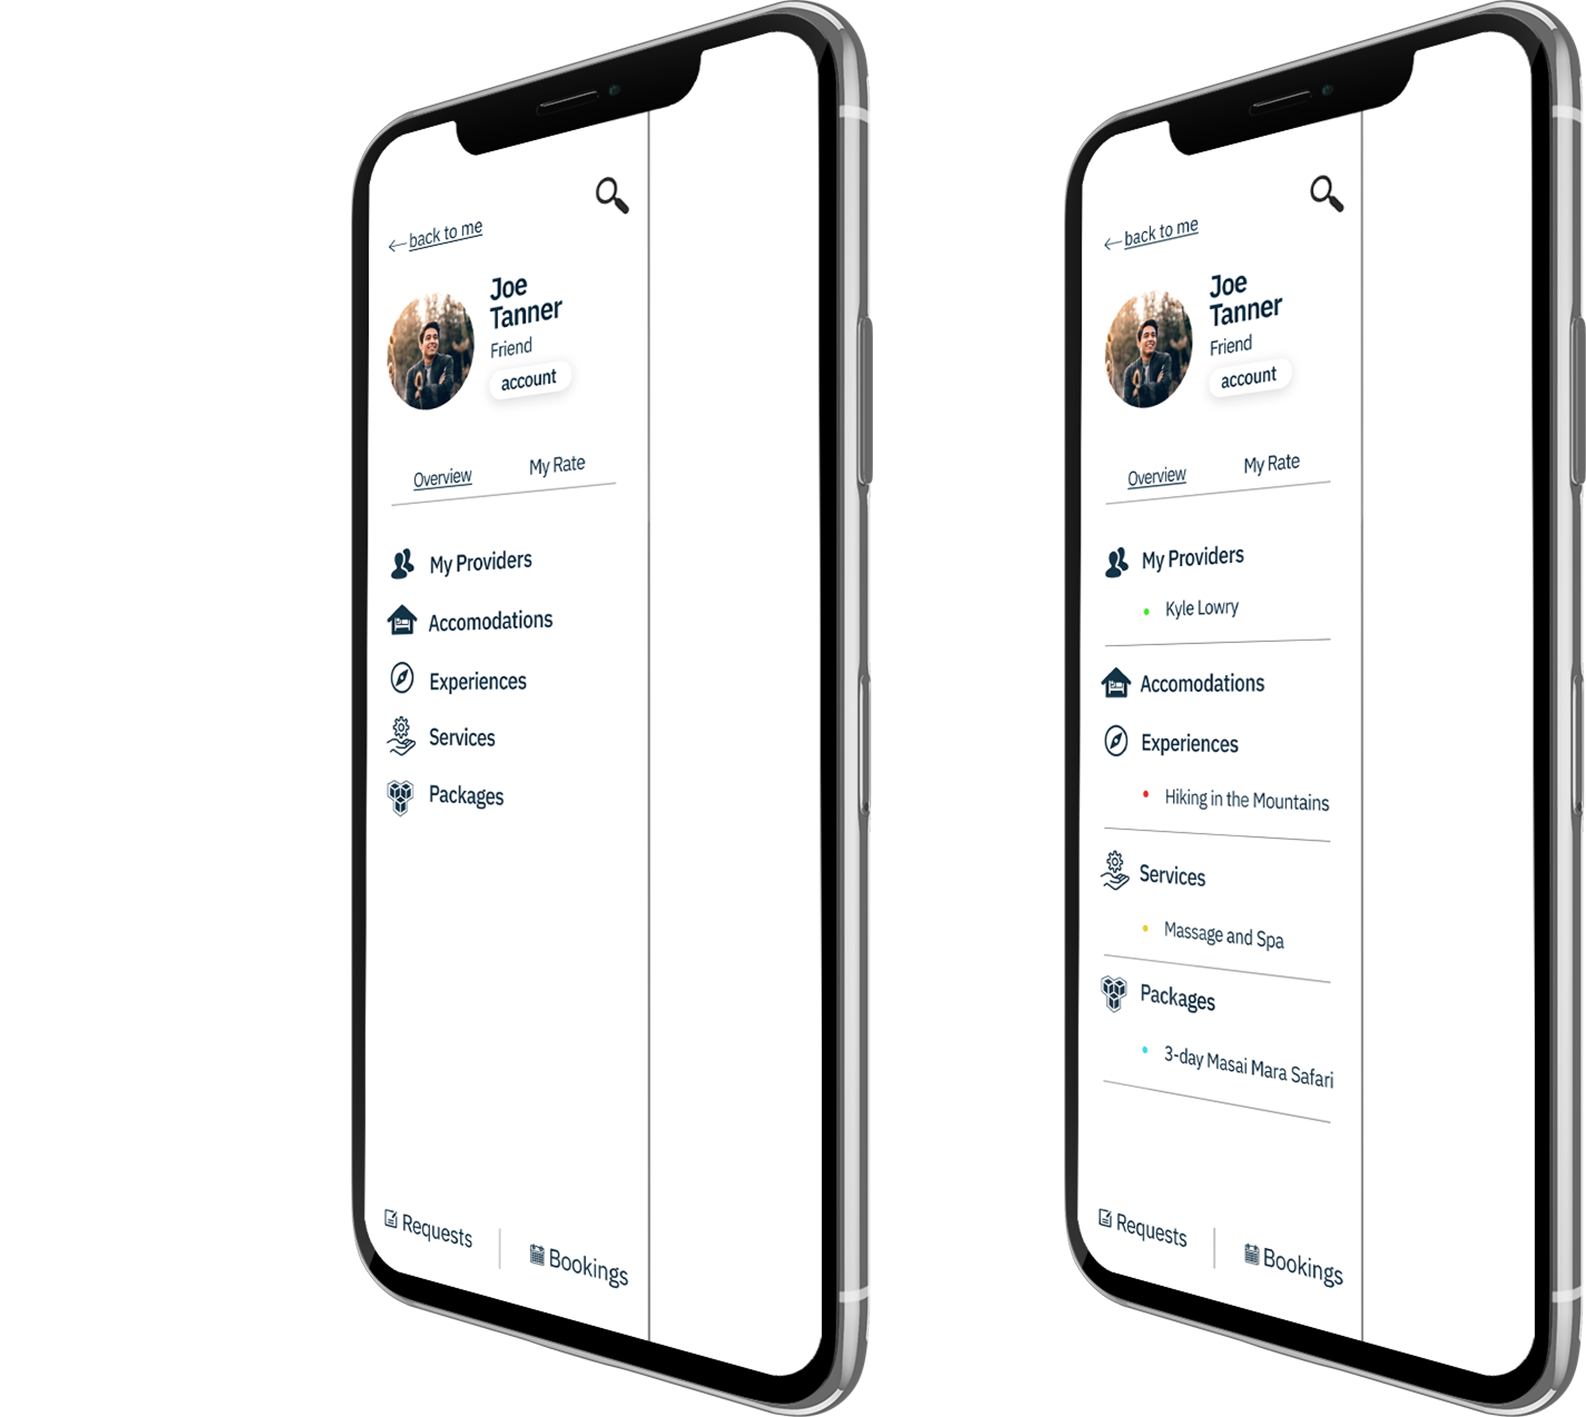 back to me
Joe
Tanner
Friend
account
Overview
My Rate
My Providers
Accomodations
Experiences
Services
Packages
Requests
Bookings
back to me
Joe
Tanner
Friend
account
Overview
My Rate
My Providers
Kyle Lowry
Accomodations
Experiences
Hiking in the Mountains
Services
Massage and Spa
Packages
3-day Masai Mara Safari
Requests
Bookings